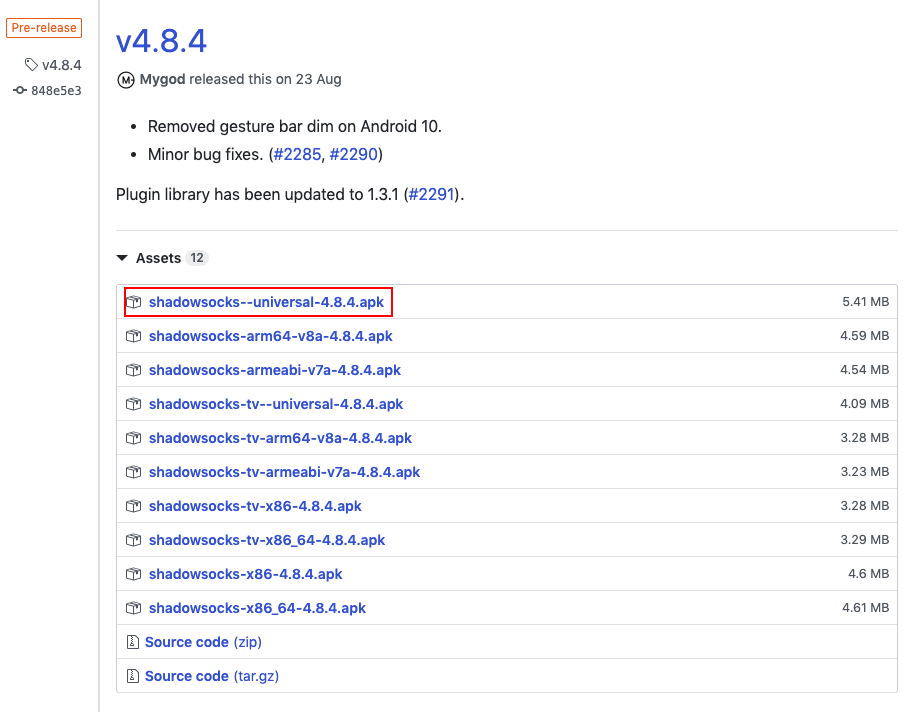 Pre-release
v4.8.4
848e5e3
v4.8.4
M Mygod released this on 23 Aug
• Removed gesture bar dim on Android 10.
• Minor bug fixes. (#2285, #2290)
Plugin library has been updated to 1.3.1 (#2291).
Assets 12
shadowsocks--universal-4.8.4.apk 5.41 MB
shadowsocks-arm64-v8a-4.8.4.apk 4.59 MB
shadowsocks-armeabi-v7a-4.8.4.apk 4.54 MB
shadowsocks-tv--universal-4.8.4.apk 4.09 MB
shadowsocks-tv-arm64-v8a-4.8.4.apk 3.28 MB
shadowsocks-tv-armeabi-v7a-4.8.4.apk 3.23 MB
shadowsocks-tv-x86-4.8.4.apk 3.28 MB
shadowsocks-tv-x86_64-4.8.4.apk 3.29 MB
shadowsocks-x86-4.8.4.apk 4.6 MB
shadowsocks-x86_64-4.8.4.apk 4.61 MB
Source code (zip)
Source code (tar.gz)